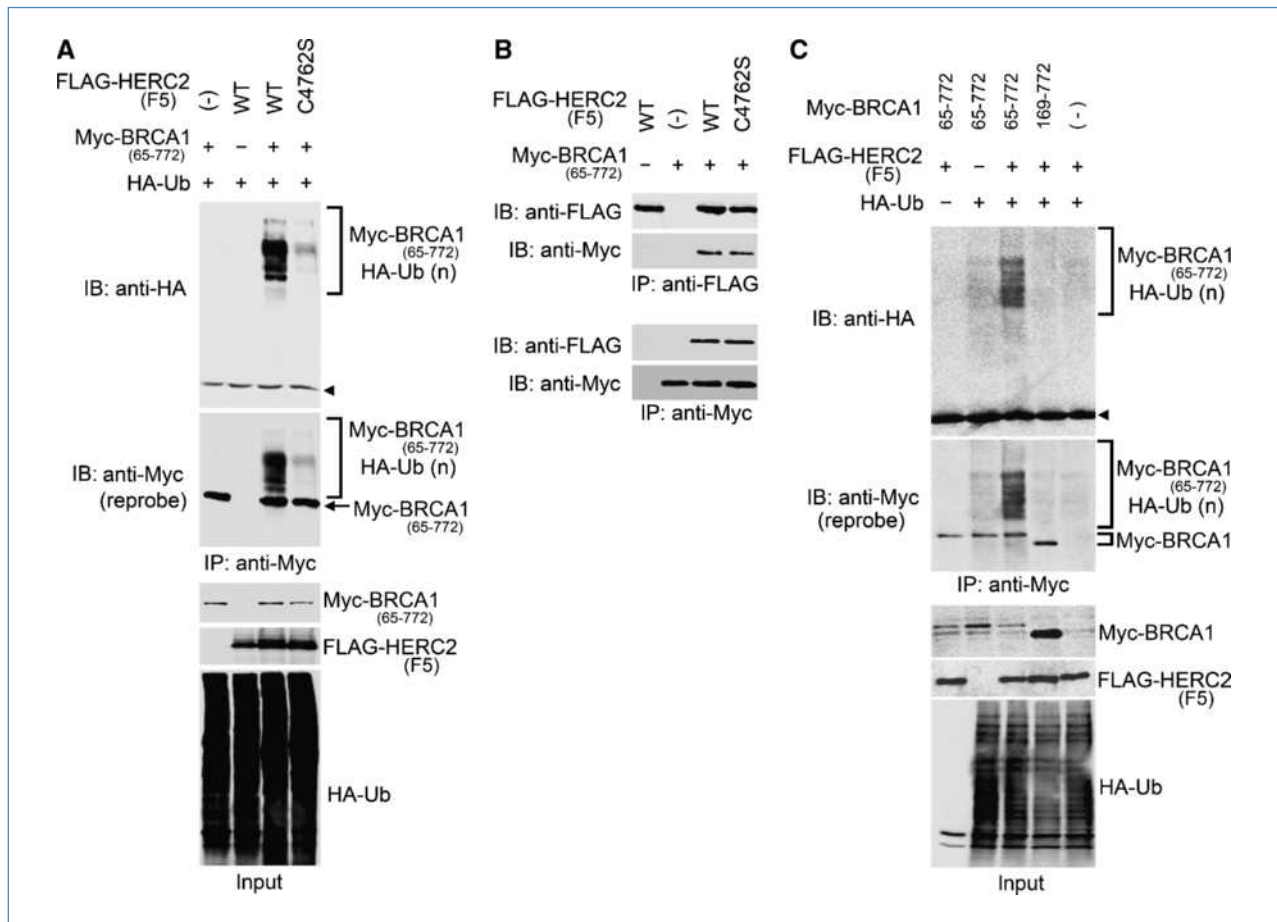 A
FLAG-HERC2
(F5)
(-)
WT
WT
C4762S
Myc-BRCA1
(65-772)
+ − + +
HA-Ub + + + +
IB: anti-HA
Myc-BRCA1
(65-772)
HA-Ub (n)
IB: anti-Myc
(reprobe)
Myc-BRCA1
(65-772)
HA-Ub (n)
Myc-BRCA1
(65-772)
IP: anti-Myc
Myc-BRCA1
(65-772)
FLAG-HERC2
(F5)
HA-Ub
Input
B
FLAG-HERC2
(F5)
WT
(-)
WT
C4762S
Myc-BRCA1
(65-772)
− + + +
IB: anti-FLAG
IB: anti-Myc
IP: anti-FLAG
IB: anti-FLAG
IB: anti-Myc
IP: anti-Myc
C
Myc-BRCA1
65-772
65-772
65-772
169-772
(-)
FLAG-HERC2
(F5)
+ − + + +
HA-Ub − + + + +
IB: anti-HA
Myc-BRCA1
(65-772)
HA-Ub (n)
IB: anti-Myc
(reprobe)
Myc-BRCA1
(65-772)
HA-Ub (n)
Myc-BRCA1
IP: anti-Myc
Myc-BRCA1
FLAG-HERC2
(F5)
HA-Ub
Input